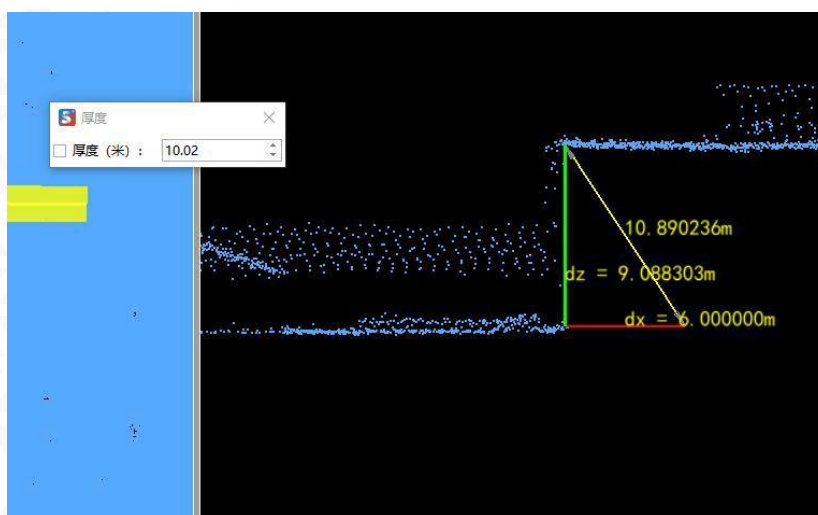 厚度
厚度（米）： 10.02
10.890236m
dz = 9.088303m
dx = 6.000000m